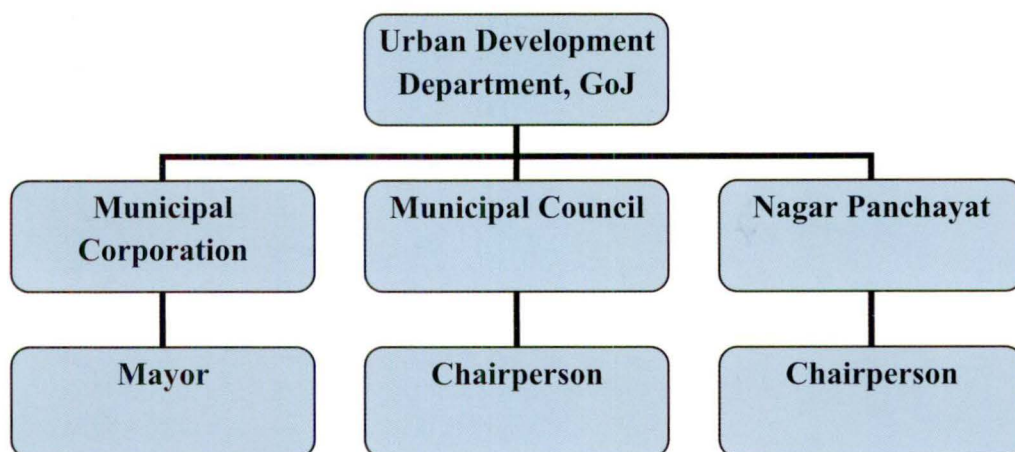 Urban Development
Department, GoJ
Municipal
Corporation
Municipal Council
Nagar Panchayat
Mayor
Chairperson
Chairperson